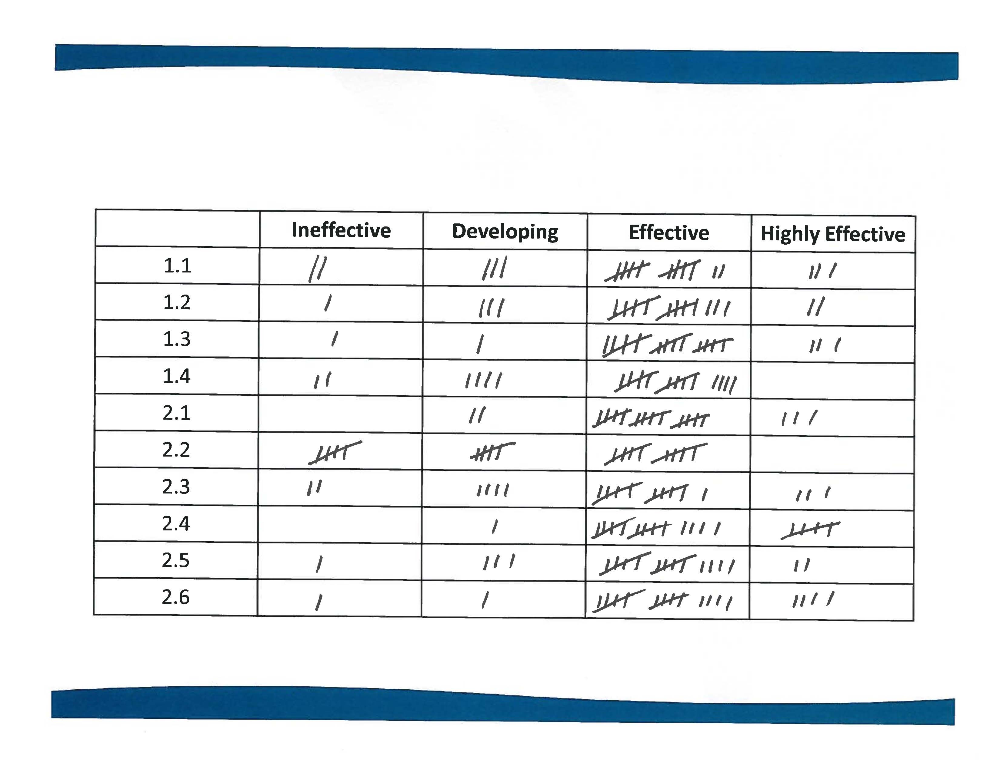 Ineffective Developing Effective Highly Effective
1.1 || ||| 卌 卌 || |||
1.2 | ||| 卌 卌 ||| ||
1.3 | | 卌 卌 卌 |||
1.4 || |||| 卌 卌 ||||
2.1 || 卌 卌 卌 |||
2.2 卌 卌 卌 卌
2.3 || |||| 卌 卌 | |||
2.4 | 卌 卌 |||| 卌
2.5 | ||| 卌 卌 |||| ||
2.6 | | 卌 卌 |||| ||||